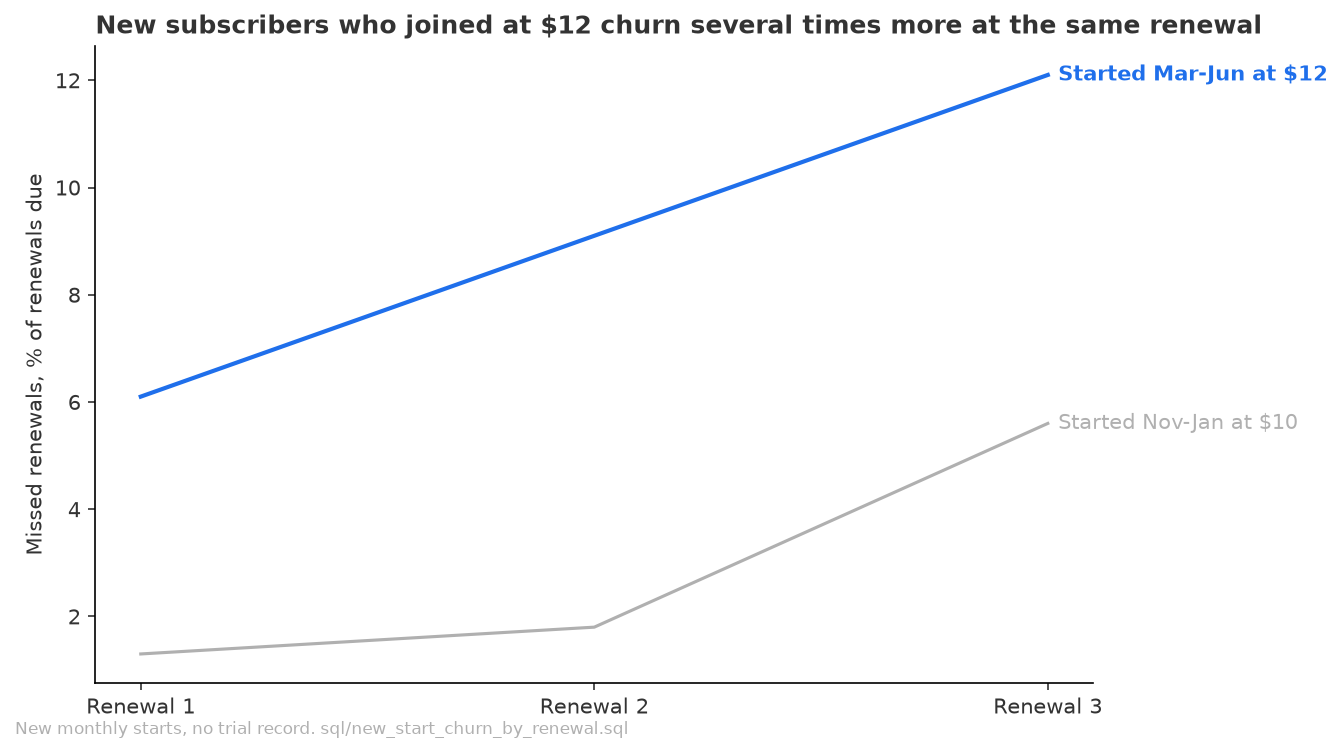 New subscribers who joined at $12 churn several times more at the same renewal
Missed renewals, % of renewals due
12
10
8
6
4
2
Started Mar-Jun at $12
Started Nov-Jan at $10
Renewal 1
Renewal 2
Renewal 3
New monthly starts, no trial record. sql/new_start_churn_by_renewal.sql